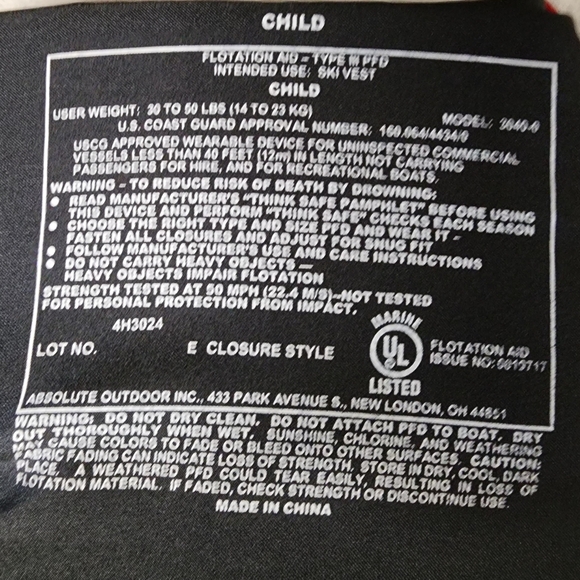 CHILD
FLOTATION AID - TYPE III PFD
INTENDED USE: SKI VEST
CHILD
USER WEIGHT: 30 TO 50 LBS (14 TO 23 KG)
MODEL: 3640-0
U.S. COAST GUARD APPROVAL NUMBER: 160.064/4434/0
USCG APPROVED WEARABLE DEVICE FOR UNINSPECTED COMMERCIAL
VESSELS LESS THAN 40 FEET (12m) IN LENGTH NOT CARRYING
PASSENGERS FOR HIRE, AND FOR RECREATIONAL BOATS.
WARNING - TO REDUCE RISK OF DEATH BY DROWNING:
• READ MANUFACTURER'S "THINK SAFE PAMPHLET" BEFORE USING
THIS DEVICE AND PERFORM "THINK SAFE" CHECKS EACH SEASON
• CHOOSE THE RIGHT TYPE AND SIZE PFD AND WEAR IT -
FASTEN ALL CLOSURES AND ADJUST FOR SNUG FIT
• FOLLOW MANUFACTURER'S USE AND CARE INSTRUCTIONS
• DO NOT CARRY HEAVY OBJECTS —
HEAVY OBJECTS IMPAIR FLOTATION
STRENGTH TESTED AT 50 MPH (22.4 M/S)-NOT TESTED
FOR PERSONAL PROTECTION FROM IMPACT.
4H3024
LOT NO. E CLOSURE STYLE
MARINE
UL
LISTED
FLOTATION AID
ISSUE NO:
ABSOLUTE OUTDOOR INC., 433 PARK AVENUE S., NEW LONDON, OH 44851
WARNING: DO NOT DRY CLEAN. DO NOT ATTACH PFD TO BOAT. DRY
OUT THOROUGHLY WHEN WET. SUNSHINE, CHLORINE, AND WEATHERING
MAY CAUSE COLORS TO FADE OR BLEED ONTO OTHER SURFACES. CAUTION:
FABRIC FADING CAN INDICATE LOSS OF STRENGTH. STORE IN DRY, COOL, DARK
PLACE. A WEATHERED PFD COULD TEAR EASILY, RESULTING IN LOSS OF
FLOTATION MATERIAL. IF FADED, CHECK STRENGTH OR DISCONTINUE USE.
MADE IN CHINA